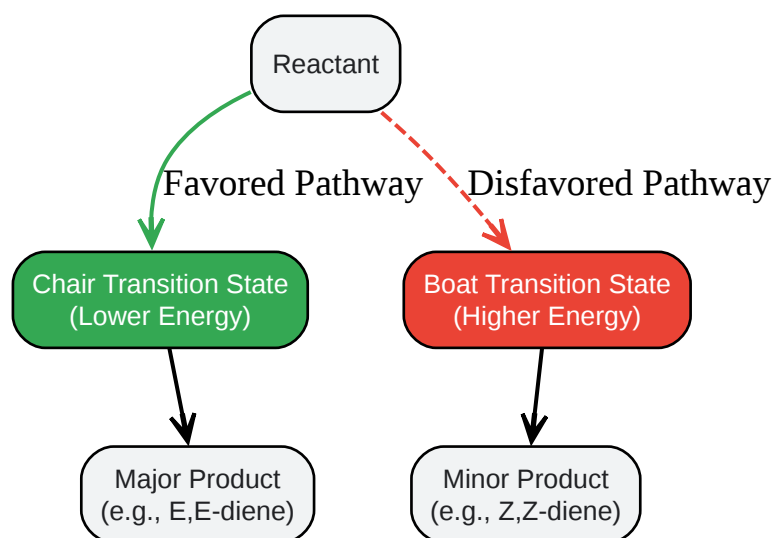 Reactant
Favored Pathway
Disfavored Pathway
Chair Transition State
(Lower Energy)
Boat Transition State
(Higher Energy)
Major Product
(e.g., E,E-diene)
Minor Product
(e.g., Z,Z-diene)